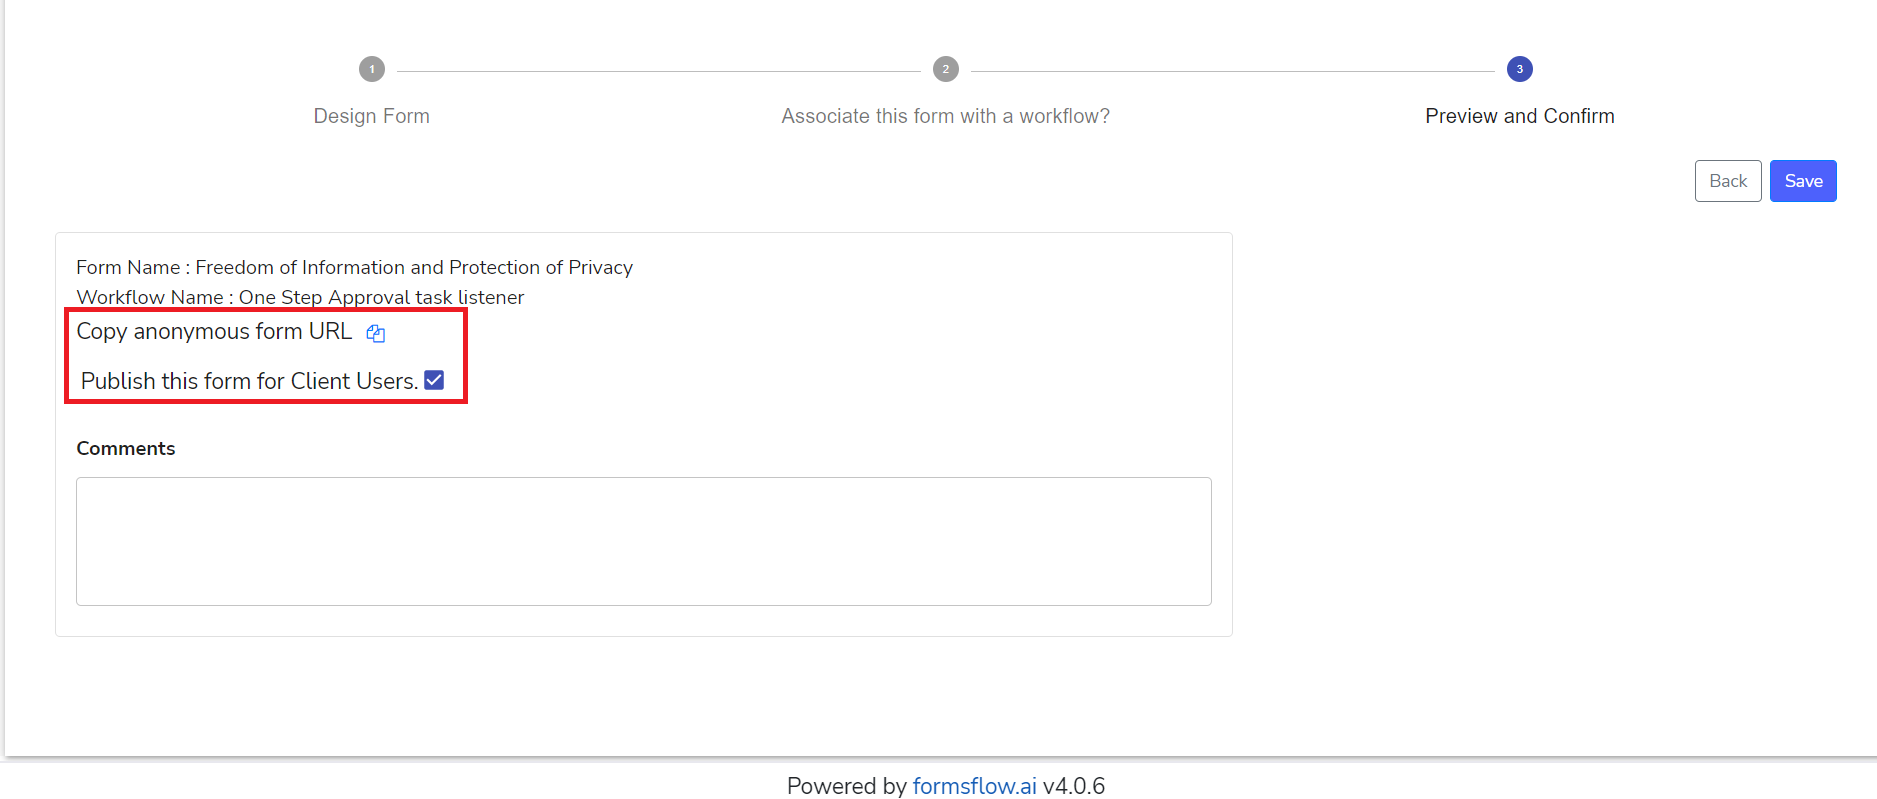 1
2
3
Design Form
Associate this form with a workflow?
Preview and Confirm
Back
Save
Form Name : Freedom of Information and Protection of Privacy
Workflow Name : One Step Approval task listener
Copy anonymous form URL
Publish this form for Client Users.
Comments
Powered by formsflow.ai v4.0.6